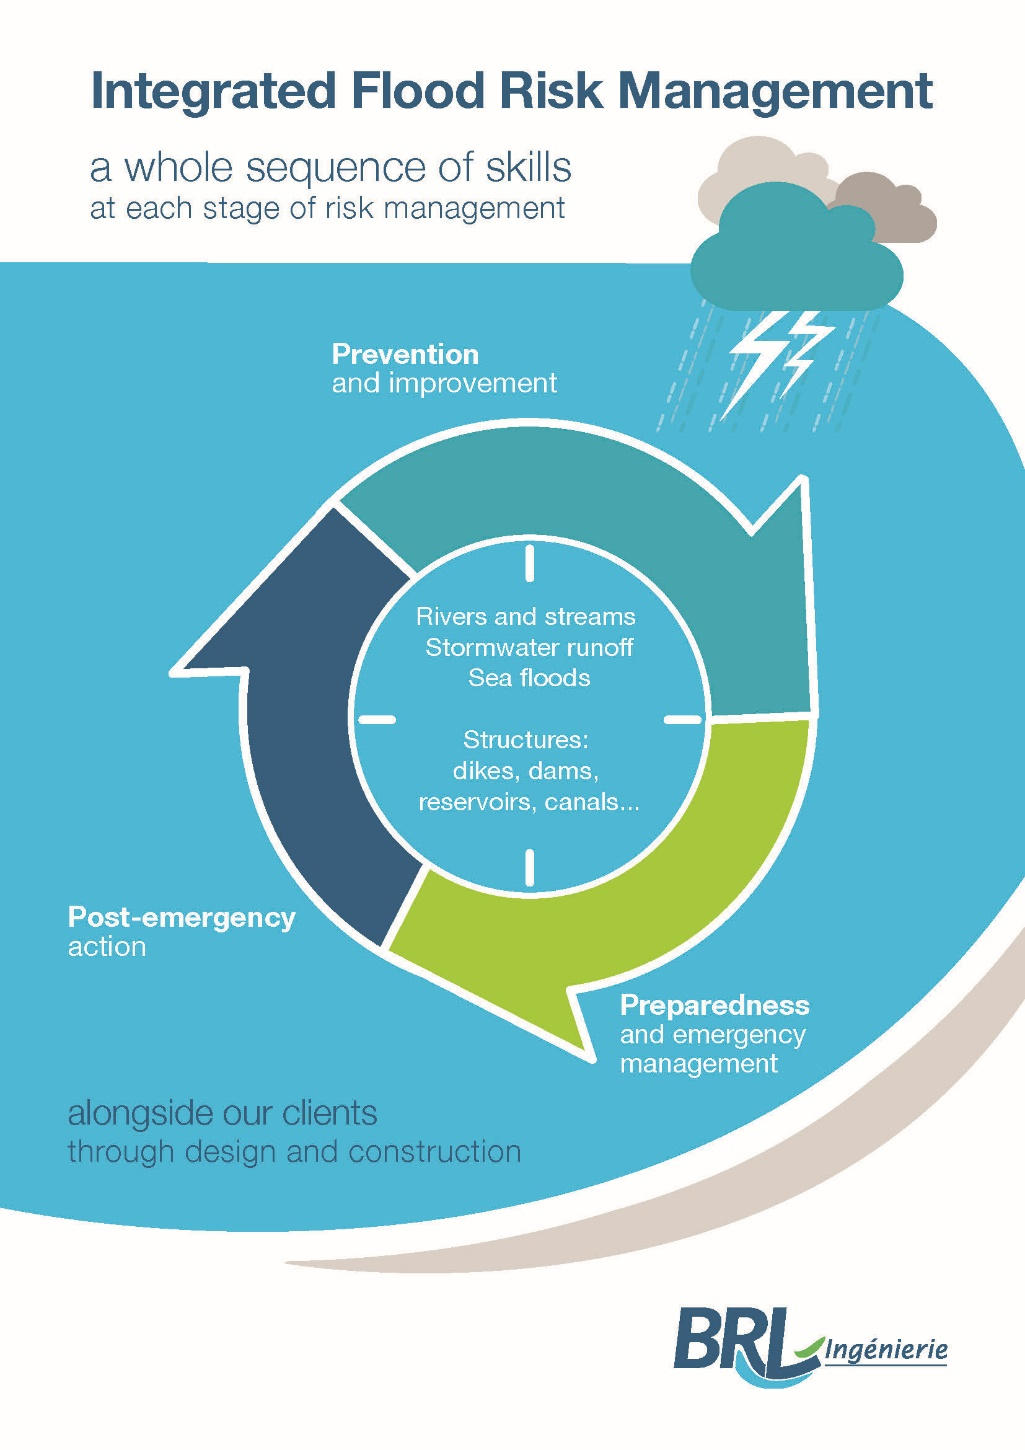 Integrated Flood Risk Management
a whole sequence of skills
at each stage of risk management
Prevention
and improvement
Rivers and streams
Stormwater runoff
Sea floods
Structures:
dikes, dams,
reservoirs, canals...
Post-emergency
action
Preparedness
and emergency
management
alongside our clients
through design and construction
BRL Ingénierie